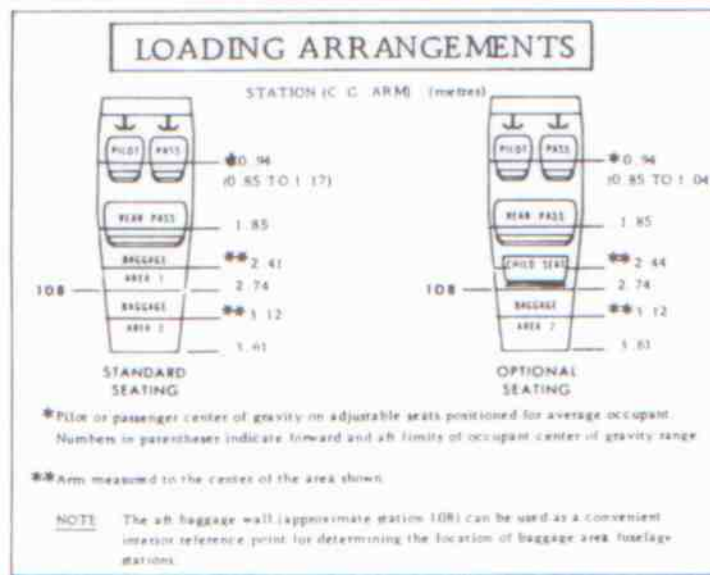 LOADING ARRANGEMENTS
STATION (C. G. ARM) (metres)
PILOT PASS
*0.94
(0.85 TO 1.17)
REAR PASS
1.85
BAGGAGE
**2.41
AREA 1
108
2.74
BAGGAGE
**3.12
AREA 2
3.61
STANDARD
SEATING
PILOT PASS
*0.94
(0.85 TO 1.04
REAR PASS
1.85
CHILD SEAT
**2.44
108
2.74
BAGGAGE
**3.12
AREA 2
3.61
OPTIONAL
SEATING
*Pilot or passenger center of gravity on adjustable seats positioned for average occupant.
Numbers in parentheses indicate forward and aft limits of occupant center of gravity range
**Arm measured to the center of the area shown
NOTE The aft baggage wall (approximate station 108) can be used as a convenient
interior reference point for determining the location of baggage area fuselage
stations.